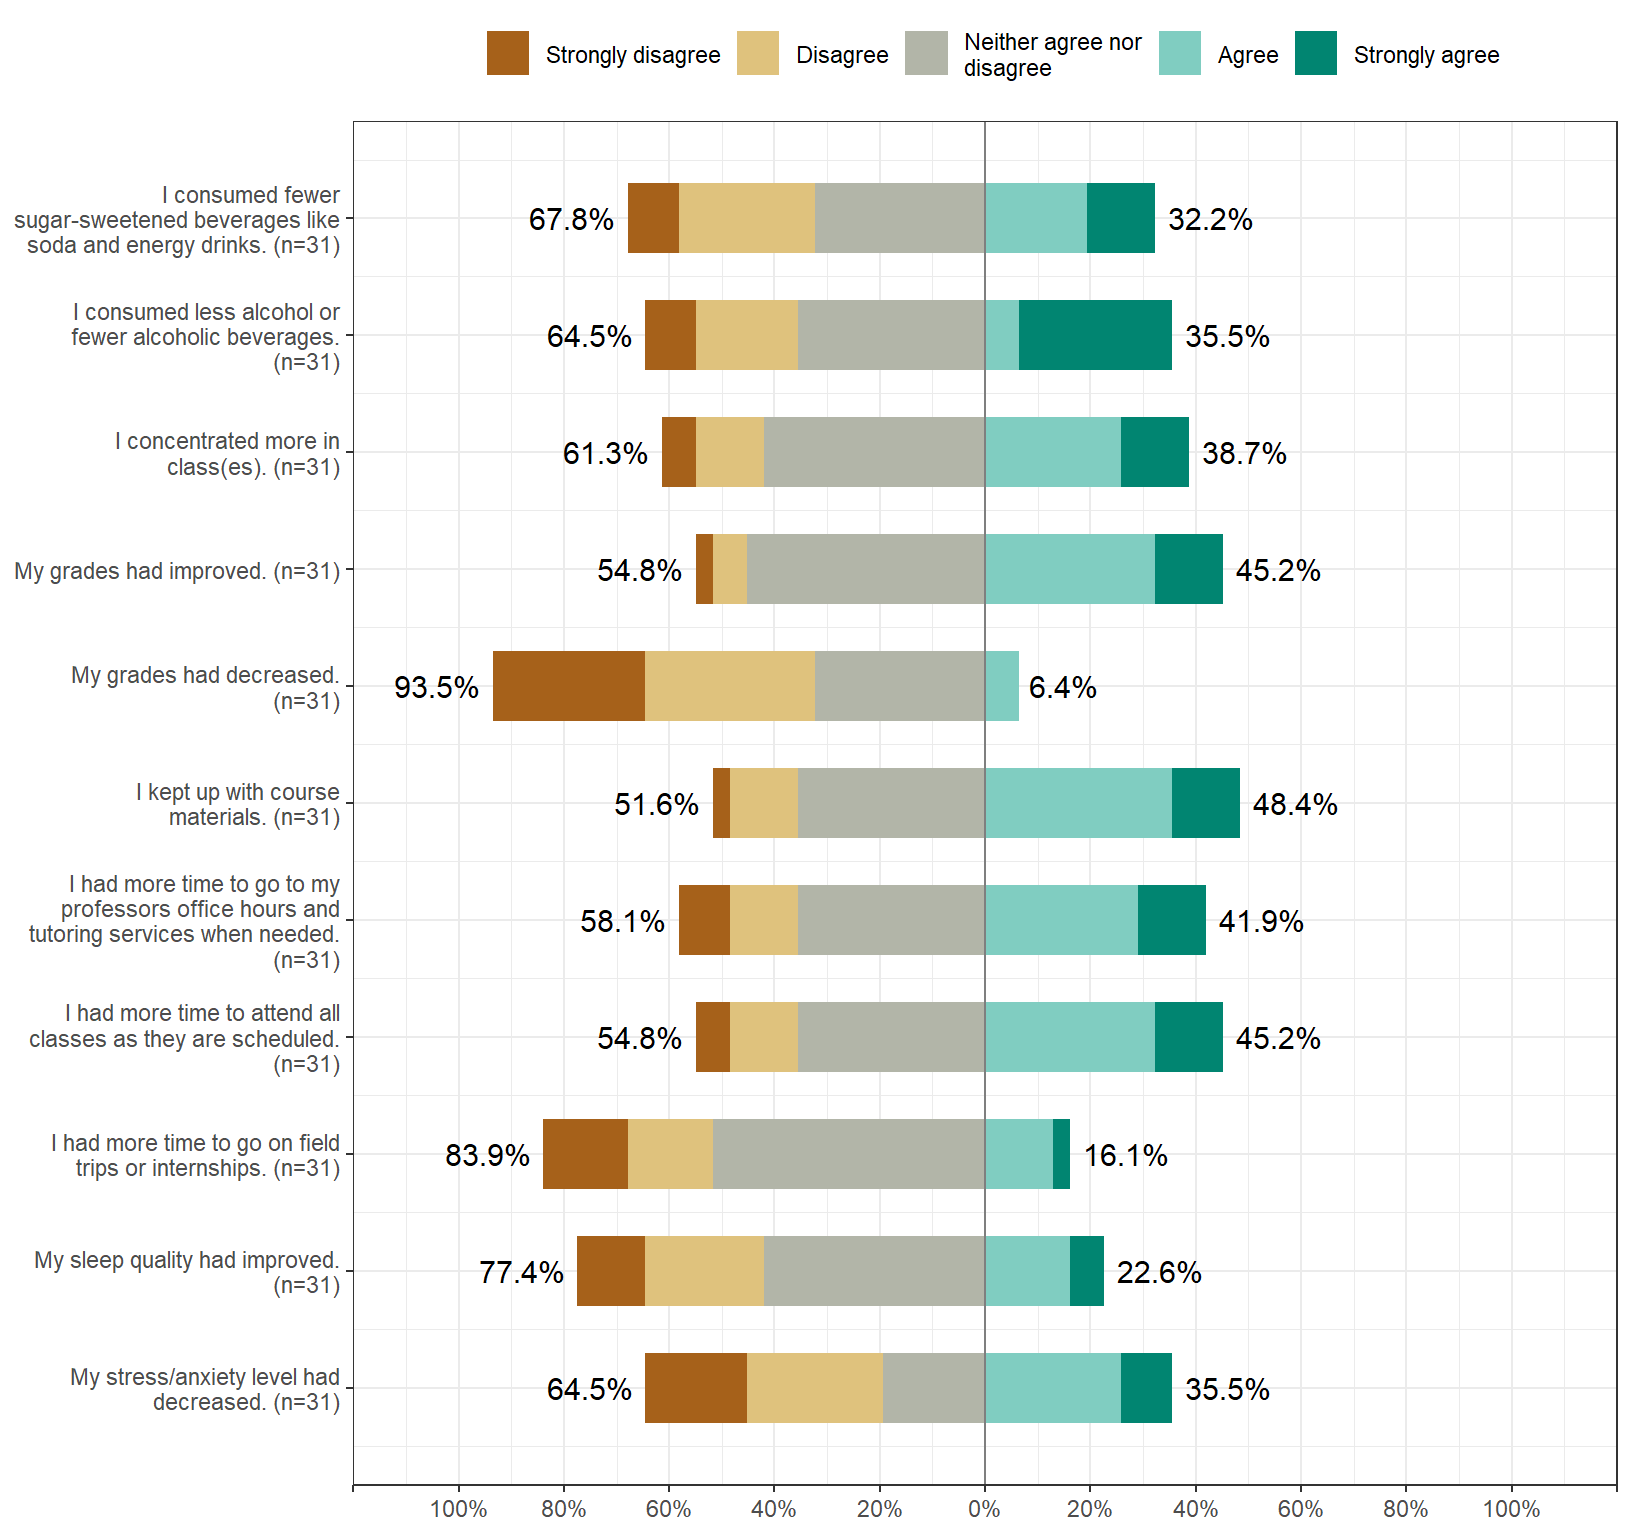 Strongly disagree
Disagree
Neither agree nor
disagree
Agree
Strongly agree
I consumed fewer
sugar-sweetened beverages like
soda and energy drinks. (n=31)
67.8%
32.2%
I consumed less alcohol or
fewer alcoholic beverages.
(n=31)
64.5%
35.5%
I concentrated more in
class(es). (n=31)
61.3%
38.7%
My grades had improved. (n=31)
54.8%
45.2%
My grades had decreased.
(n=31)
93.5%
6.4%
I kept up with course
materials. (n=31)
51.6%
48.4%
I had more time to go to my
professors office hours and
tutoring services when needed.
(n=31)
58.1%
41.9%
I had more time to attend all
classes as they are scheduled.
(n=31)
54.8%
45.2%
I had more time to go on field
trips or internships. (n=31)
83.9%
16.1%
My sleep quality had improved.
(n=31)
77.4%
22.6%
My stress/anxiety level had
decreased. (n=31)
64.5%
35.5%
100% 80% 60% 40% 20% 0% 20% 40% 60% 80% 100%